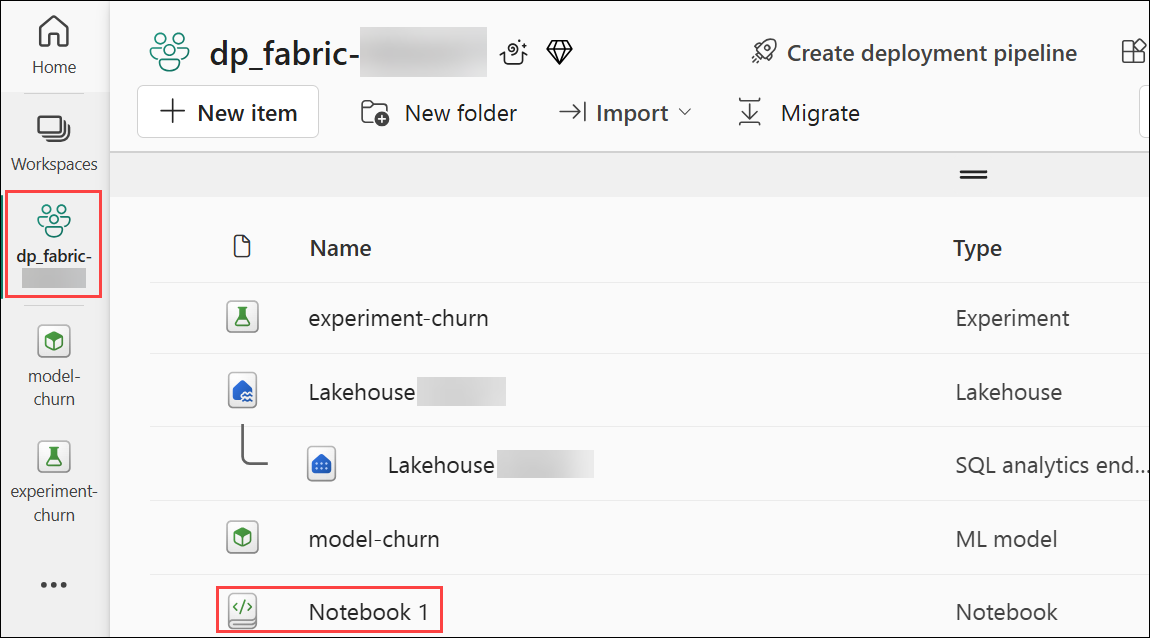 Home
dp_fabric-
Create deployment pipeline
New item
New folder
Import
Migrate
Workspaces
dp_fabric-
Name
Type
experiment-churn
Experiment
model-
churn
Lakehouse
Lakehouse
Lakehouse
SQL analytics end...
experiment-
churn
model-churn
ML model
Notebook 1
Notebook